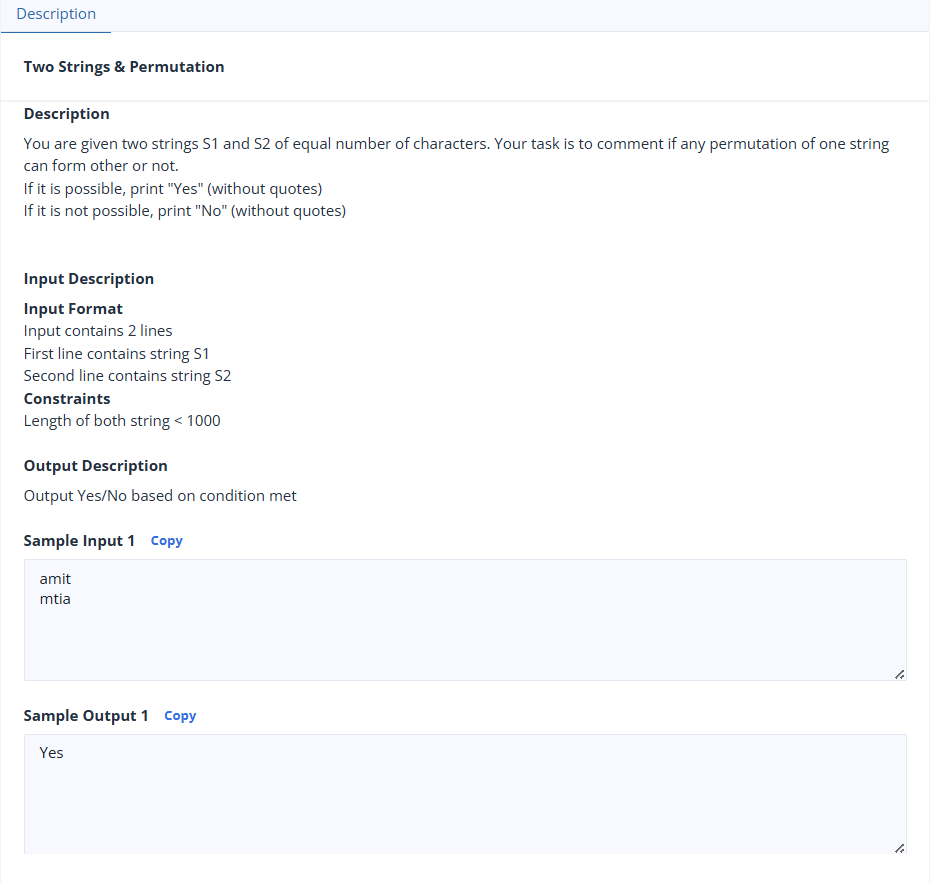 Description
Two Strings & Permutation
Description
You are given two strings S1 and S2 of equal number of characters. Your task is to comment if any permutation of one string
can form other or not.
If it is possible, print "Yes" (without quotes)
If it is not possible, print "No" (without quotes)
Input Description
Input Format
Input contains 2 lines
First line contains string S1
Second line contains string S2
Constraints
Length of both string < 1000
Output Description
Output Yes/No based on condition met
Sample Input 1 Copy
amit
mtia
Sample Output 1 Copy
Yes